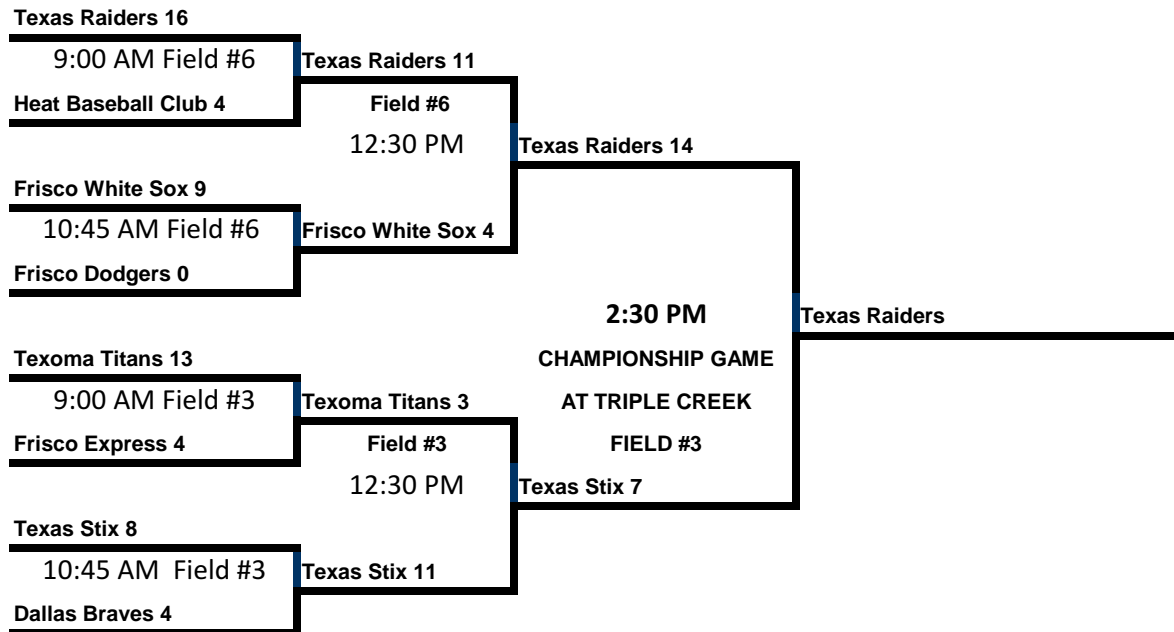 Texas Raiders 16
9:00 AM Field #6
Texas Raiders 11
Heat Baseball Club 4
Field #6
12:30 PM
Texas Raiders 14
Frisco White Sox 9
10:45 AM Field #6
Frisco White Sox 4
Frisco Dodgers 0
2:30 PM
Texas Raiders
Texoma Titans 13
CHAMPIONSHIP GAME
9:00 AM Field #3
Texoma Titans 3
AT TRIPLE CREEK
Frisco Express 4
Field #3
FIELD #3
12:30 PM
Texas Stix 7
Texas Stix 8
10:45 AM  Field #3
Texas Stix 11
Dallas Braves 4